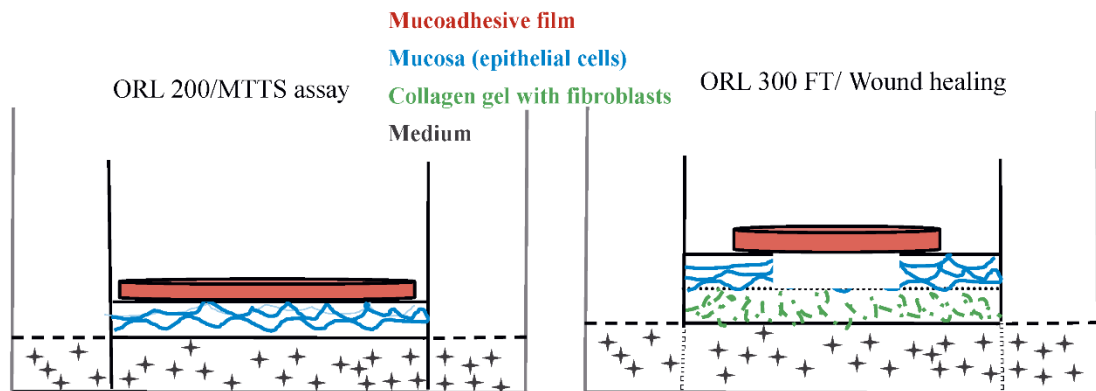 Mucoadhesive film
Mucosa (epithelial cells)
ORL 200/MTTS assay
ORL 300 FT/ Wound healing
Collagen gel with fibroblasts
Medium